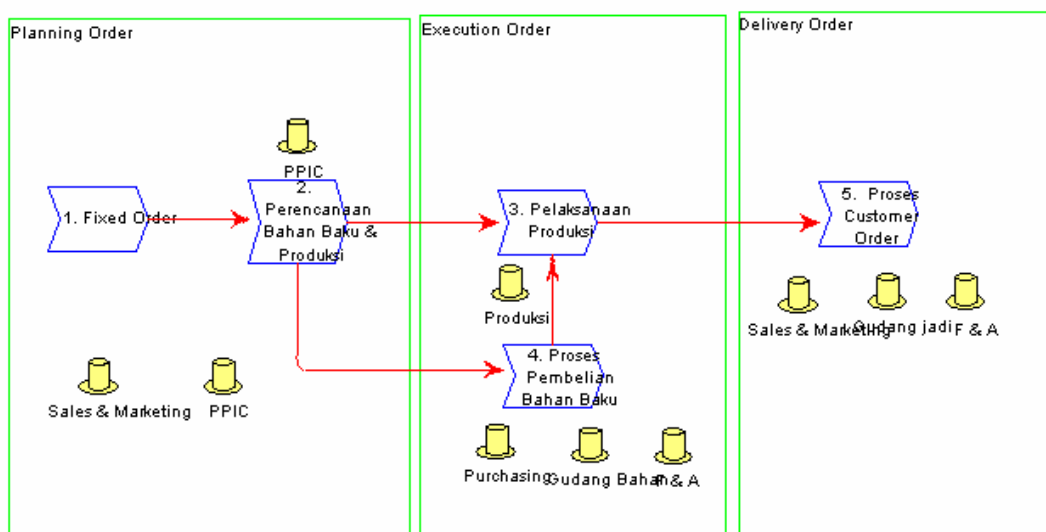 Planning Order
Execution Order
Delivery Order
PPIC
1. Fixed Order
2.
Perencanaan
Bahan Baku &
Produksi
3. Pelaksanaan
Produksi
5. Proses
Customer
Order
Produksi
Sales & Marketing
Gudang jadi
F & A
4. Proses
Pembelian
Bahan Baku
Sales & Marketing
PPIC
Purchasing
Gudang Bahan
F & A